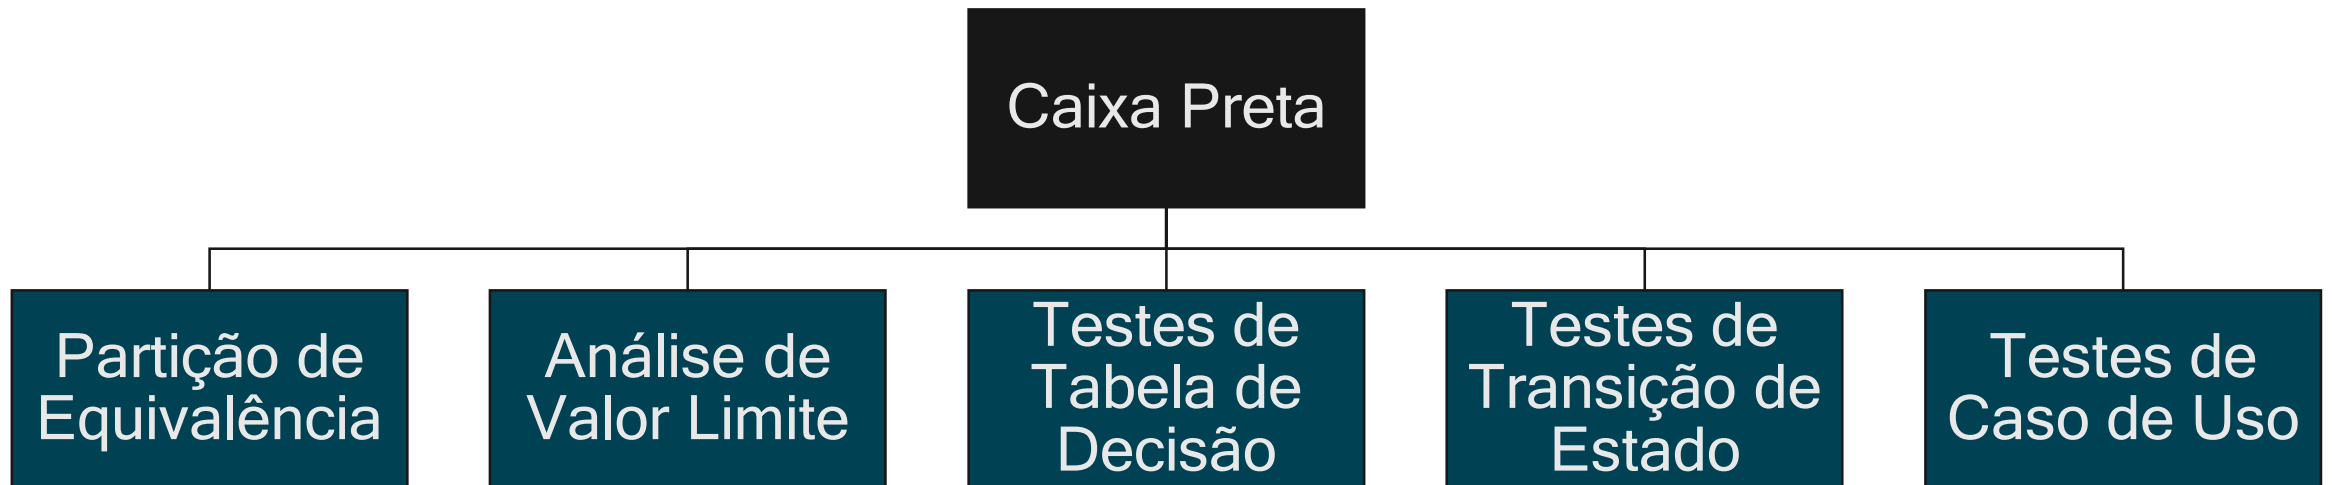 Caixa Preta
Partição de
Equivalência
Análise de
Valor Limite
Testes de
Tabela de
Decisão
Testes de
Transição de
Estado
Testes de
Caso de Uso